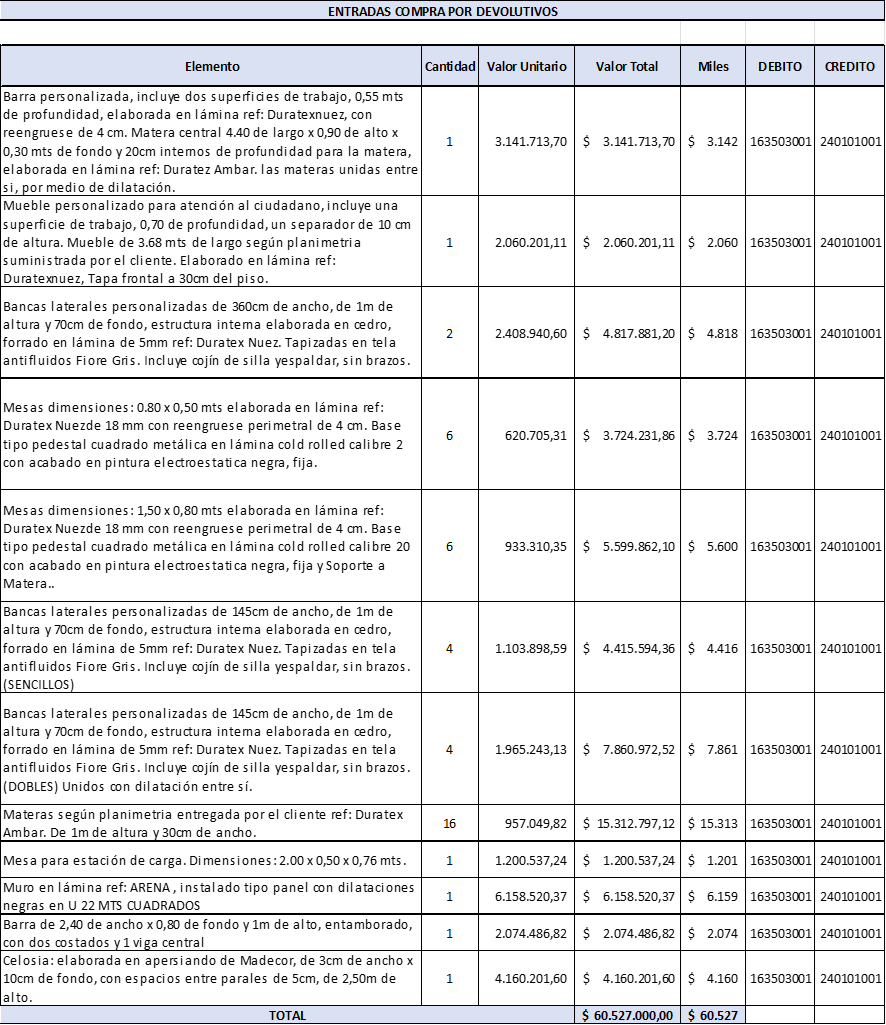 ENTRADAS COMPRA POR DEVOLUTIVOS
Elemento Cantidad Valor Unitario Valor Total Miles DEBITO CREDITO
Barra personalizada, incluye dos superficies de trabajo, 0,55 mts
de profundidad, elaborada en lámina ref: Duratexnuez, con
reengruese de 4 cm. Matera central 4.40 de largo x 0,90 de alto x
0,30 mts de fondo y 20cm internos de profundidad para la matera,
elaborada en lámina ref: Duratez Ambar. las materas unidas entre
si, por medio de dilatación.
1 3.141.713,70 $ 3.141.713,70 $ 3.142 163503001 240101001
Mueble personalizado para atención al ciudadano, incluye una
superficie de trabajo, 0,70 de profundidad, un separador de 10 cm
de altura. Mueble de 3.68 mts de largo según planimetria
suministrada por el cliente. Elaborado en lámina ref:
Duratexnuez, Tapa frontal a 30cm del piso.
1 2.060.201,11 $ 2.060.201,11 $ 2.060 163503001 240101001
Bancas laterales personalizadas de 360cm de ancho, de 1m de
altura y 70cm de fondo, estructura interna elaborada en cedro,
forrado en lámina de 5mm ref: Duratex Nuez. Tapizadas en tela
antifluidos Fiore Gris. Incluye cojín de silla yespaldar, sin brazos.
2 2.408.940,60 $ 4.817.881,20 $ 4.818 163503001 240101001
Mesas dimensiones: 0.80 x 0,50 mts elaborada en lámina ref:
Duratex Nuezde 18 mm con reengruese perimetral de 4 cm. Base
tipo pedestal cuadrado metálica en lámina cold rolled calibre 2
con acabado en pintura electroestatica negra, fija.
6 620.705,31 $ 3.724.231,86 $ 3.724 163503001 240101001
Mesas dimensiones: 1,50 x 0,80 mts elaborada en lámina ref:
Duratex Nuezde 18 mm con reengruese perimetral de 4 cm. Base
tipo pedestal cuadrado metálica en lámina cold rolled calibre 20
con acabado en pintura electroestatica negra, fija y Soporte a
Matera..
6 933.310,35 $ 5.599.862,10 $ 5.600 163503001 240101001
Bancas laterales personalizadas de 145cm de ancho, de 1m de
altura y 70cm de fondo, estructura interna elaborada en cedro,
forrado en lámina de 5mm ref: Duratex Nuez. Tapizadas en tela
antifluidos Fiore Gris. Incluye cojín de silla yespaldar, sin brazos.
(SENCILLOS)
4 1.103.898,59 $ 4.415.594,36 $ 4.416 163503001 240101001
Bancas laterales personalizadas de 145cm de ancho, de 1m de
altura y 70cm de fondo, estructura interna elaborada en cedro,
forrado en lámina de 5mm ref: Duratex Nuez. Tapizadas en tela
antifluidos Fiore Gris. Incluye cojín de silla yespaldar, sin brazos.
(DOBLES) Unidos con dilatación entre sí.
4 1.965.243,13 $ 7.860.972,52 $ 7.861 163503001 240101001
Materas según planimetria entregada por el cliente ref: Duratex
Ambar. De 1m de altura y 30cm de ancho.
16 957.049,82 $ 15.312.797,12 $ 15.313 163503001 240101001
Mesa para estación de carga. Dimensiones: 2.00 x 0,50 x 0,76 mts.
1 1.200.537,24 $ 1.200.537,24 $ 1.201 163503001 240101001
Muro en lámina ref: ARENA , instalado tipo panel con dilataciones
negras en U 22 MTS CUADRADOS
1 6.158.520,37 $ 6.158.520,37 $ 6.159 163503001 240101001
Barra de 2,40 de ancho x 0,80 de fondo y 1m de alto, entamborado,
con dos costados y 1 viga central
1 2.074.486,82 $ 2.074.486,82 $ 2.074 163503001 240101001
Celosia: elaborada en apersiando de Madecor, de 3cm de ancho x
10cm de fondo, con espacios entre parales de 5cm, de 2,50m de
alto.
1 4.160.201,60 $ 4.160.201,60 $ 4.160 163503001 240101001
TOTAL $ 60.527.000,00 $ 60.527